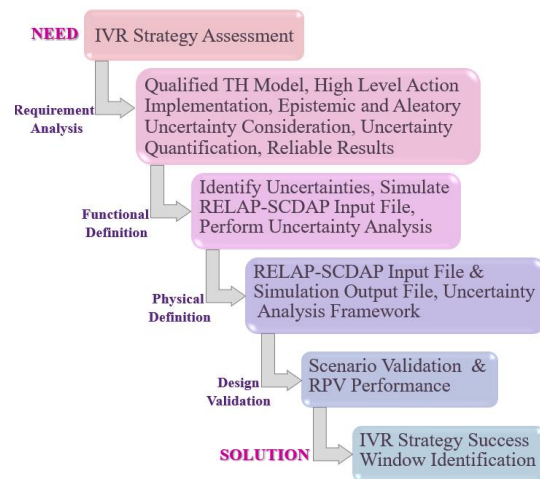 NEED
IVR Strategy Assessment
Requirement
Analysis
Qualified TH Model, High Level Action
Implementation, Epistemic and Aleatory
Uncertainty Consideration, Uncertainty
Quantification, Reliable Results
Functional
Definition
Identify Uncertainties, Simulate
RELAP-SCDAP Input File,
Perform Uncertainty Analysis
Physical
Definition
RELAP-SCDAP Input File &
Simulation Output File, Uncertainty
Analysis Framework
Design
Validation
Scenario Validation &
RPV Performance
SOLUTION
IVR Strategy Success
Window Identification